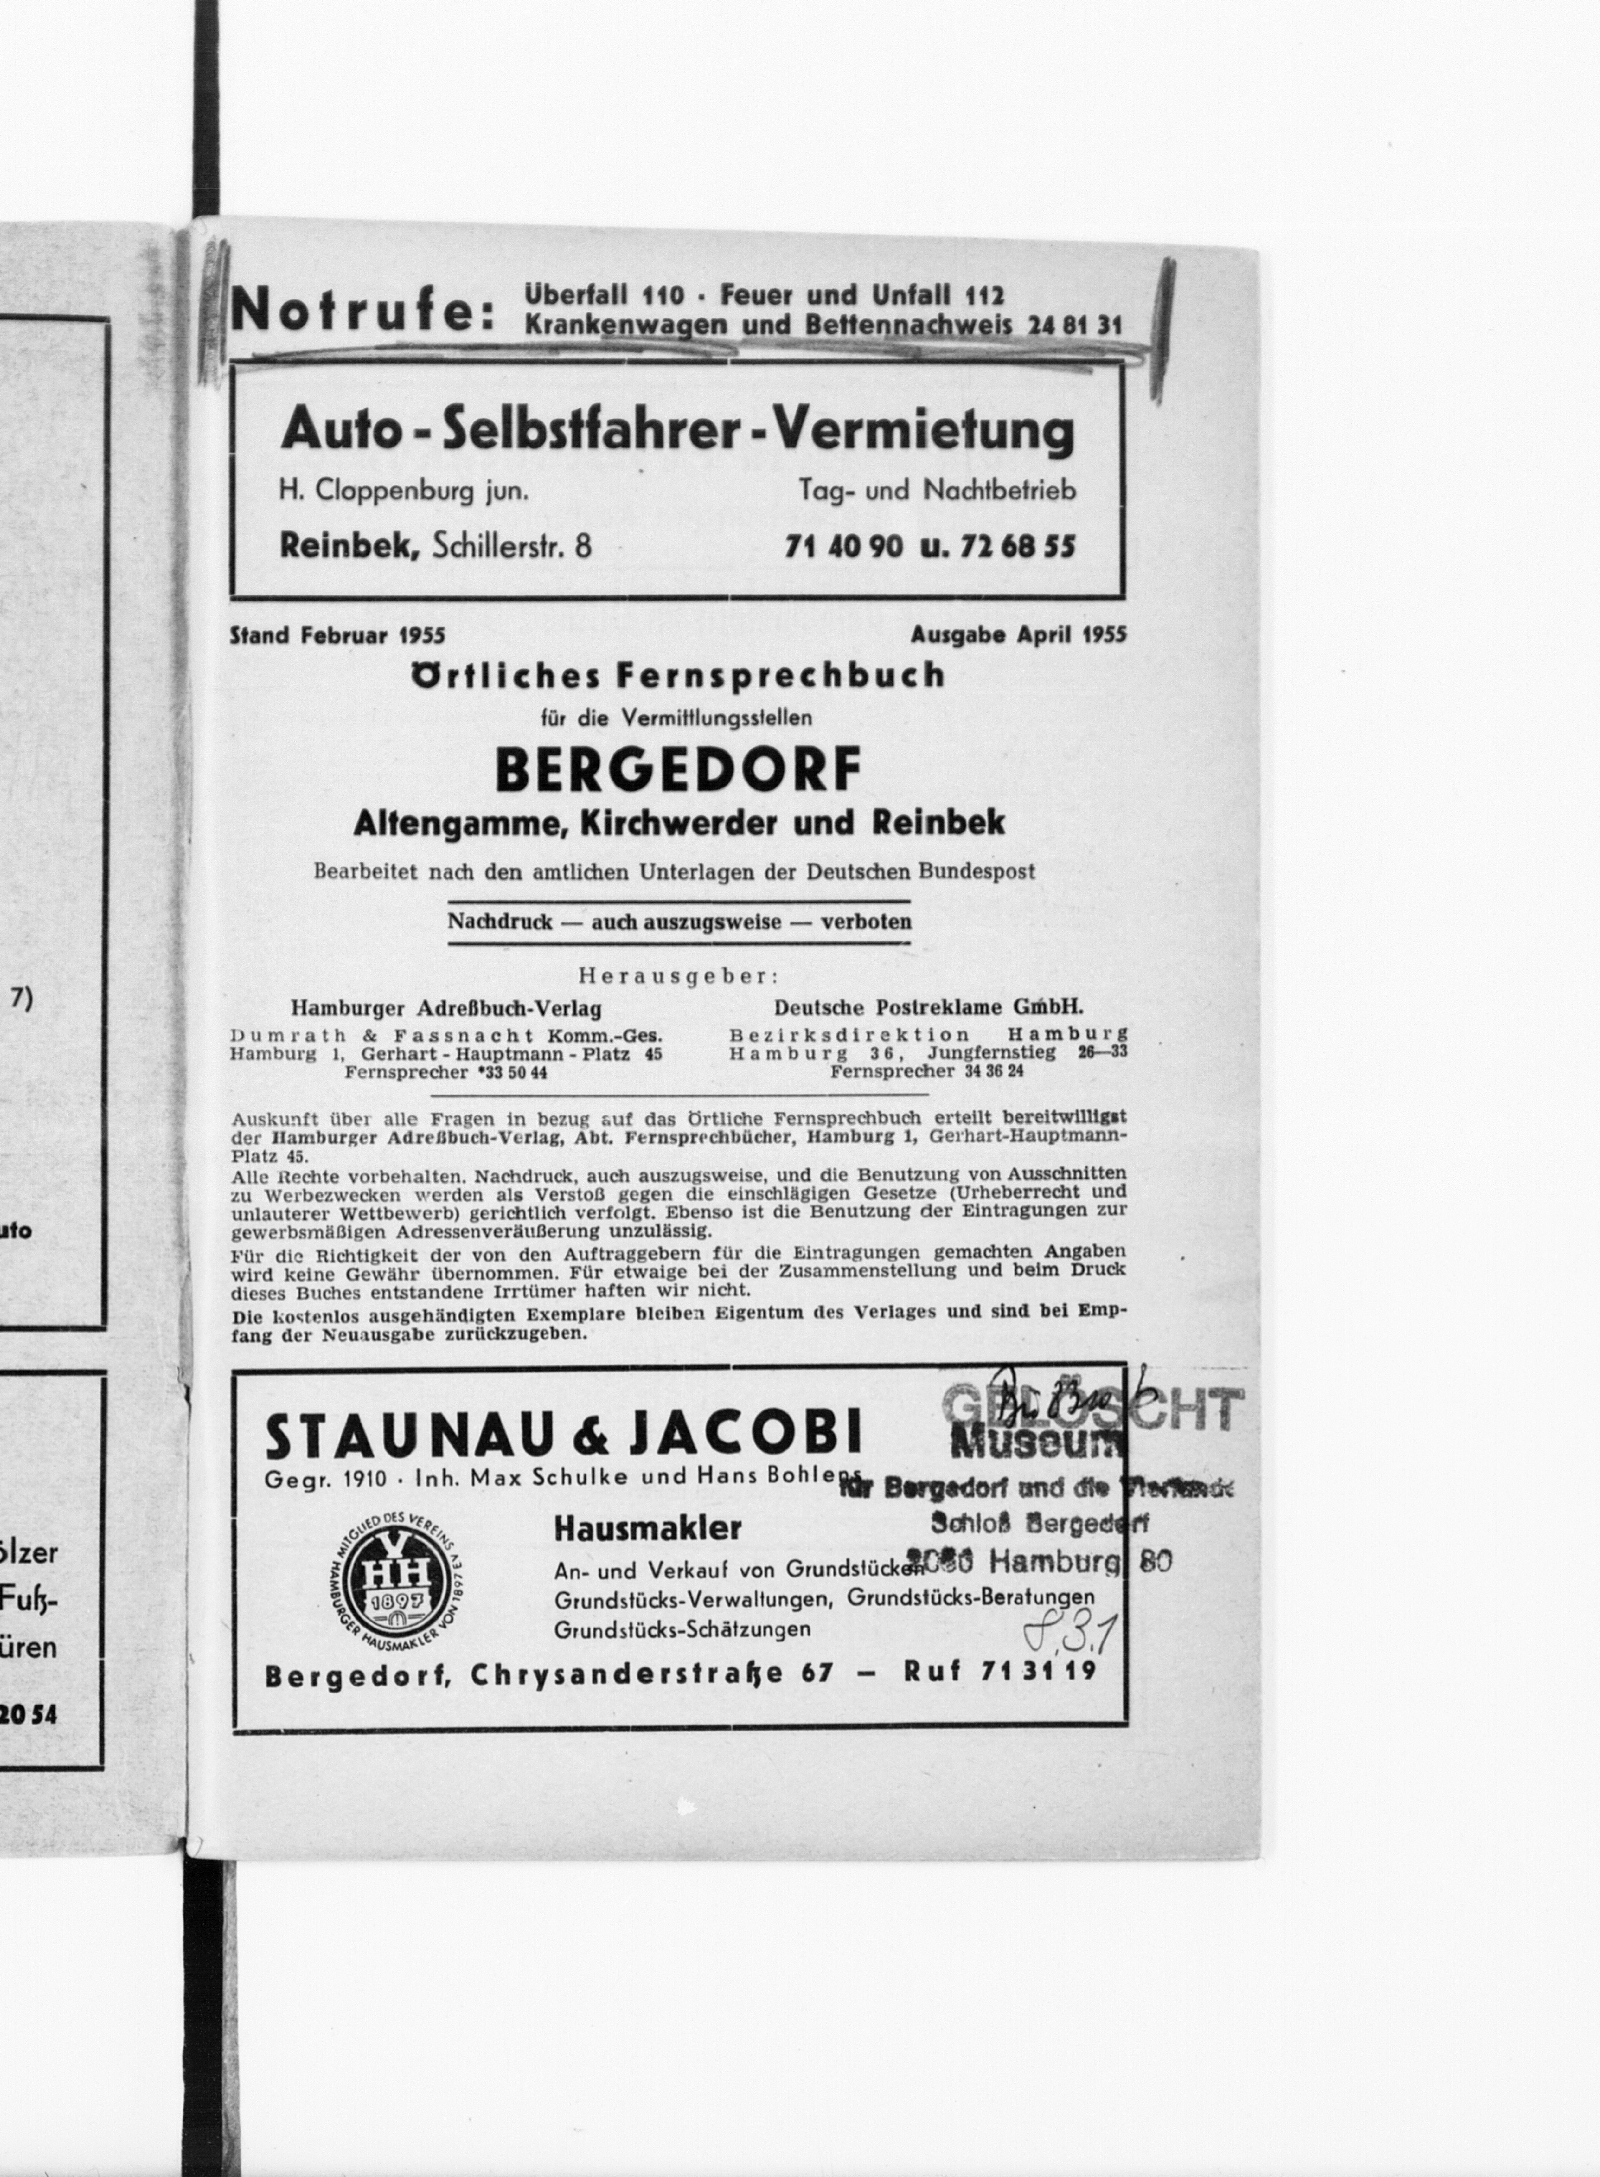 7)
uto
ölzer
Fuß-
üren
20 54
Notrufe: Überfall 110 · Feuer und Unfall 112
Krankenwagen und Bettennachweis 24 81 31
Auto - Selbstfahrer - Vermietung
H. Cloppenburg jun. Tag- und Nachtbetrieb
Reinbek, Schillerstr. 8 71 40 90 u. 72 68 55
Stand Februar 1955 Ausgabe April 1955
Örtliches Fernsprechbuch
für die Vermittlungsstellen
BERGEDORF
Altengamme, Kirchwerder und Reinbek
Bearbeitet nach den amtlichen Unterlagen der Deutschen Bundespost
Nachdruck — auch auszugsweise — verboten
Herausgeber:
Hamburger Adreßbuch-Verlag
Dumrath & Fassnacht Komm.-Ges.
Hamburg 1, Gerhart - Hauptmann - Platz 45
Fernsprecher *33 50 44
Deutsche Postreklame GmbH.
Bezirksdirektion Hamburg
Hamburg 36, Jungfernstieg 26—33
Fernsprecher 34 36 24
Auskunft über alle Fragen in bezug auf das Örtliche Fernsprechbuch erteilt bereitwilligst
der Hamburger Adreßbuch-Verlag, Abt. Fernsprechbücher, Hamburg 1, Gerhart-Hauptmann-
Platz 45.
Alle Rechte vorbehalten. Nachdruck, auch auszugsweise, und die Benutzung von Ausschnitten
zu Werbezwecken werden als Verstoß gegen die einschlägigen Gesetze (Urheberrecht und
unlauterer Wettbewerb) gerichtlich verfolgt. Ebenso ist die Benutzung der Eintragungen zur
gewerbsmäßigen Adressenveräußerung unzulässig.
Für die Richtigkeit der von den Auftraggebern für die Eintragungen gemachten Angaben
wird keine Gewähr übernommen. Für etwaige bei der Zusammenstellung und beim Druck
dieses Buches entstandene Irrtümer haften wir nicht.
Die kostenlos ausgehändigten Exemplare bleiben Eigentum des Verlages und sind bei Emp-
fang der Neuausgabe zurückzugeben.
STAUNAU & JACOBI
Gegr. 1910 · Inh. Max Schulke und Hans Bohlens
HAMBURGER HAUSMAKLER VON 1897 E.V
MITGLIED DES VEREINS
VHH
1897
Hausmakler
An- und Verkauf von Grundstücken
Grundstücks-Verwaltungen, Grundstücks-Beratungen
Grundstücks-Schätzungen
Bergedorf, Chrysanderstraße 67 – Ruf 71 31 19
GELÖSCHT
Museum
für Bergedorf und die Vierlande
Schloß Bergedorf
2050 Hamburg 80
8.3.1